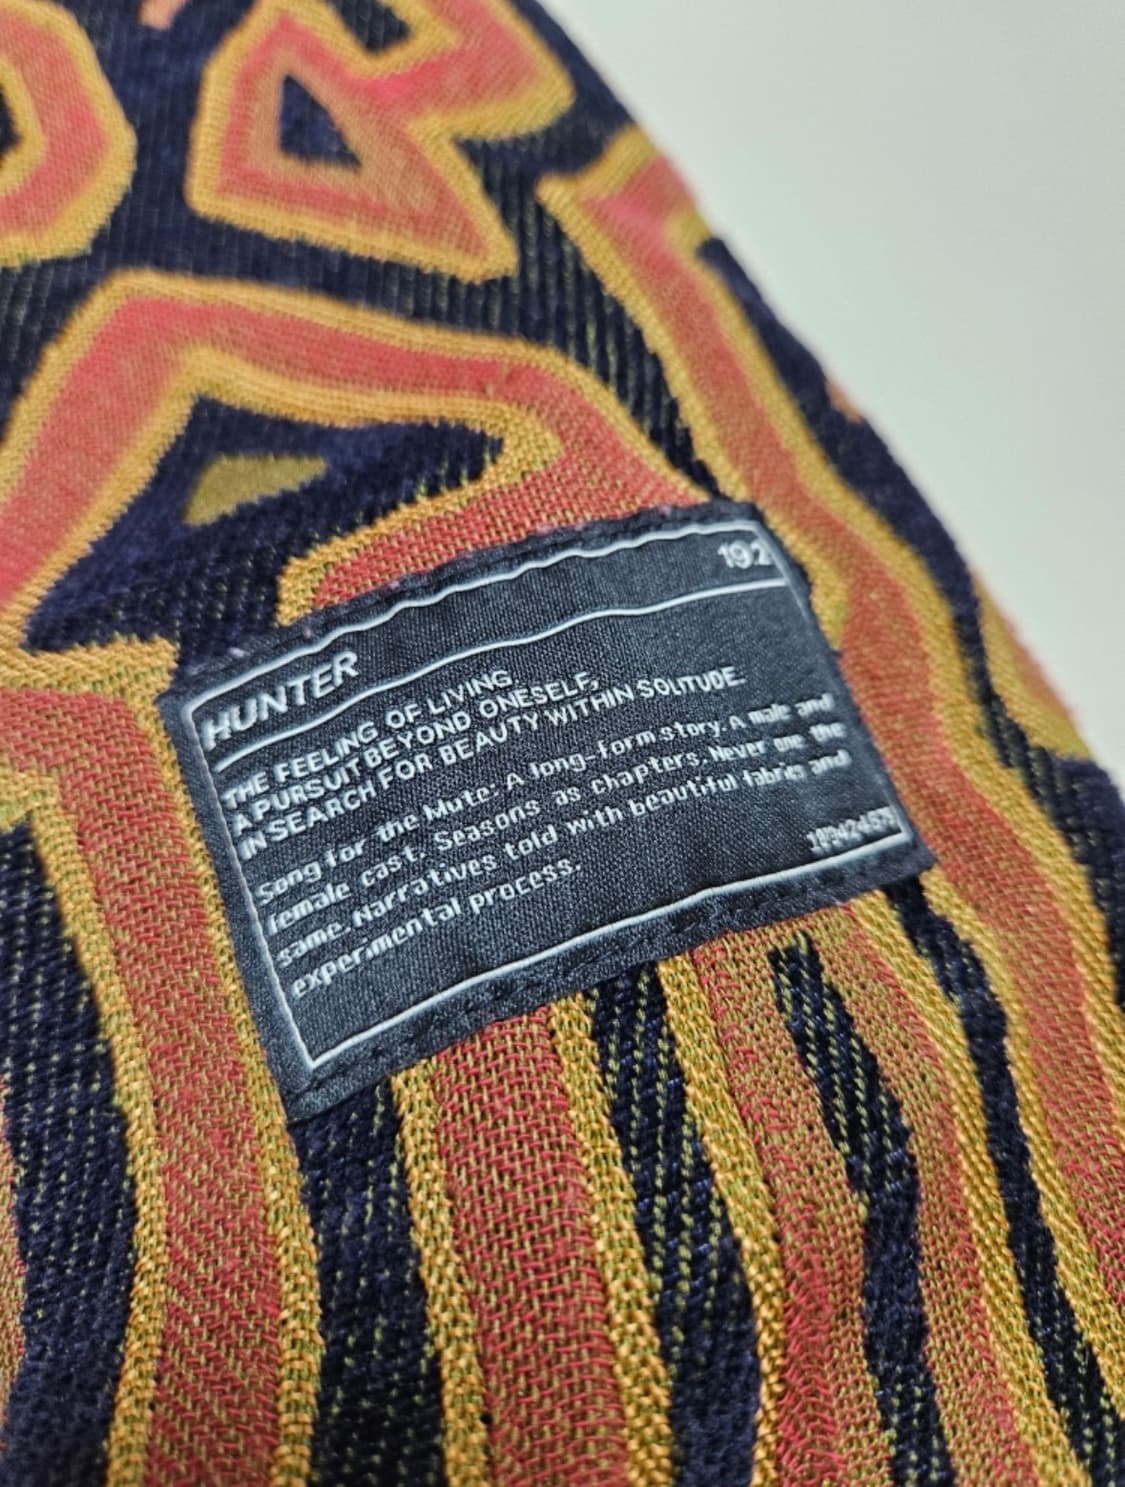 19.2
HUNTER
THE FEELING OF LIVING.
A PURSUIT BEYOND ONESELF,
IN SEARCH FOR BEAUTY WITHIN SOLITUDE.
Song for the Mute: A long-form story. A male and
female cast. Seasons as chapters. Never one the
same. Narratives told with beautiful fabrics and
experimental process.